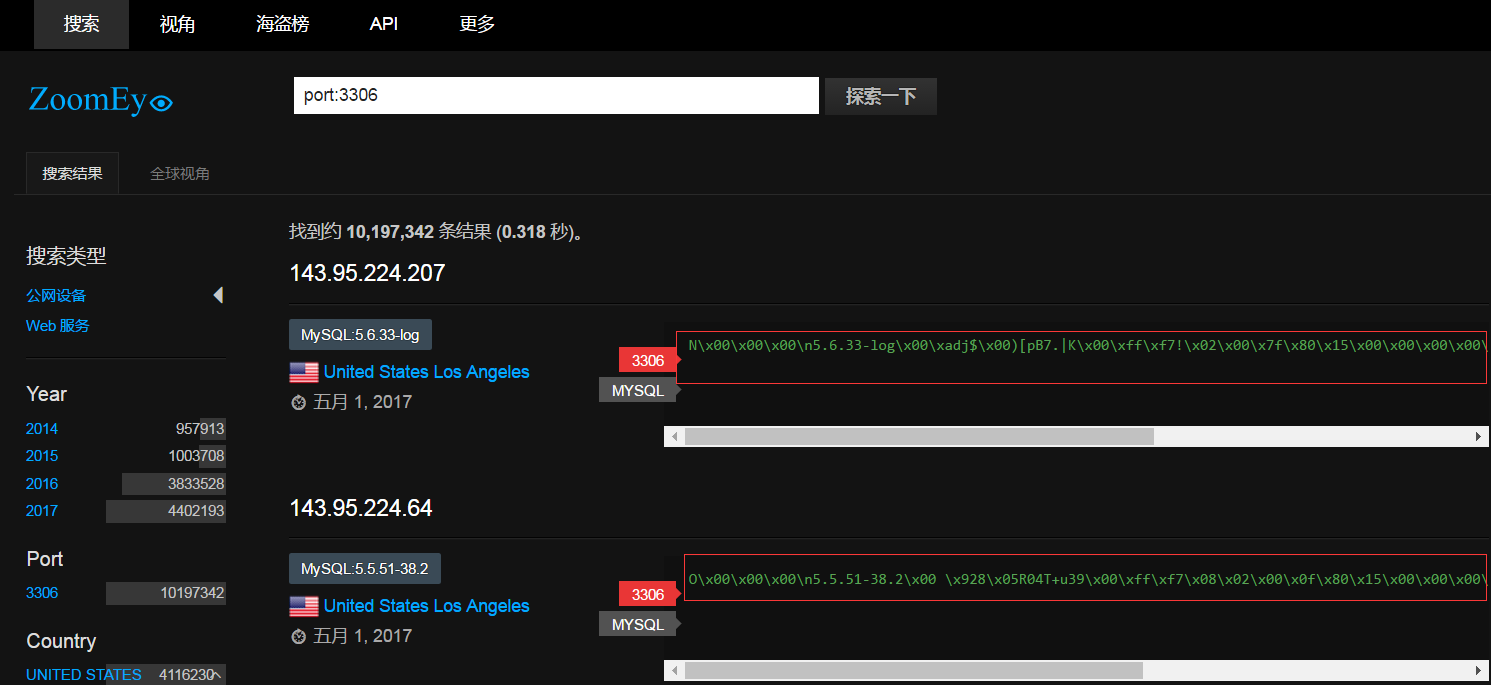 搜索 视角 海盗榜 API 更多
ZoomEy
port:3306 探索一下
搜索结果 全球视角
找到约 10,197,342 条结果 (0.318 秒)。
搜索类型
公网设备
Web 服务
Year
2014 957913
2015 1003708
2016 3833528
2017 4402193
Port
3306 10197342
Country
UNITED STATES 4116230
143.95.224.207
MySQL:5.6.33-log
United States Los Angeles
五月 1, 2017
3306
MYSQL
N\x00\x00\x00\n5.6.33-log\x00\xadj$\x00)[pB7.|K\x00\xff\xf7!\x02\x00\x7f\x80\x15\x00\x00\x00\x00\x00\
143.95.224.64
MySQL:5.5.51-38.2
United States Los Angeles
五月 1, 2017
3306
MYSQL
O\x00\x00\x00\n5.5.51-38.2\x00 \x928\x05R04T+u39\x00\xff\xf7\x08\x02\x00\x0f\x80\x15\x00\x00\x00\x00\